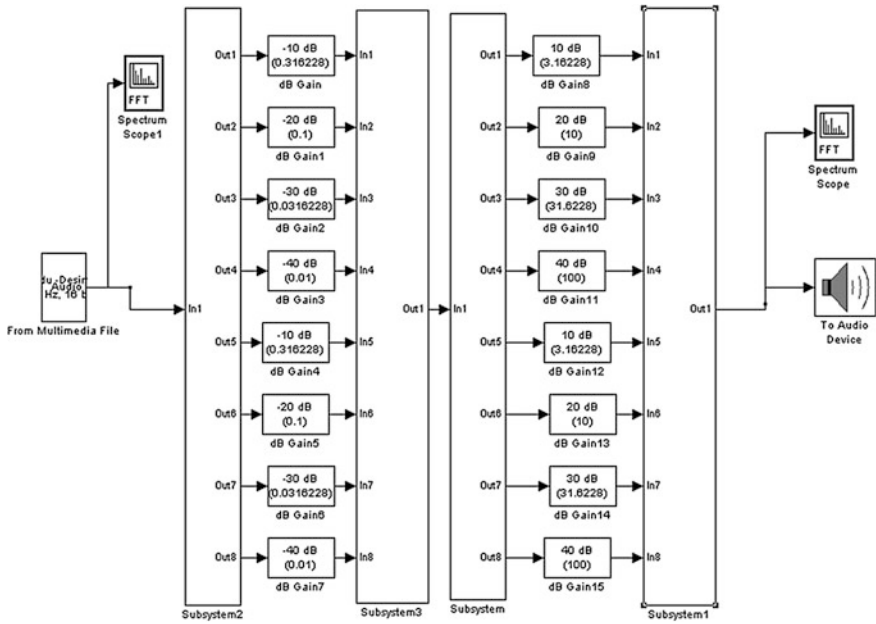 FFT
Spectrum
Scope1
du_Desir
Audio
Hz, 16 b
From Multimedia File
In1
Out1
Out2
Out3
Out4
Out5
Out6
Out7
Out8
Subsystem2
-10 dB
(0.316228)
dB Gain
-20 dB
(0.1)
dB Gain1
-30 dB
(0.0316228)
dB Gain2
-40 dB
(0.01)
dB Gain3
-10 dB
(0.316228)
dB Gain4
-20 dB
(0.1)
dB Gain5
-30 dB
(0.0316228)
dB Gain6
-40 dB
(0.01)
dB Gain7
In1
In2
In3
In4
In5
In6
In7
In8
Out1
Subsystem3
In1
Out1
Out2
Out3
Out4
Out5
Out6
Out7
Out8
Subsystem
10 dB
(3.16228)
dB Gain8
20 dB
(10)
dB Gain9
30 dB
(31.6228)
dB Gain10
40 dB
(100)
dB Gain11
10 dB
(3.16228)
dB Gain12
20 dB
(10)
dB Gain13
30 dB
(31.6228)
dB Gain14
40 dB
(100)
dB Gain15
In1
In2
In3
In4
In5
In6
In7
In8
Out1
Subsystem1
FFT
Spectrum
Scope
To Audio
Device